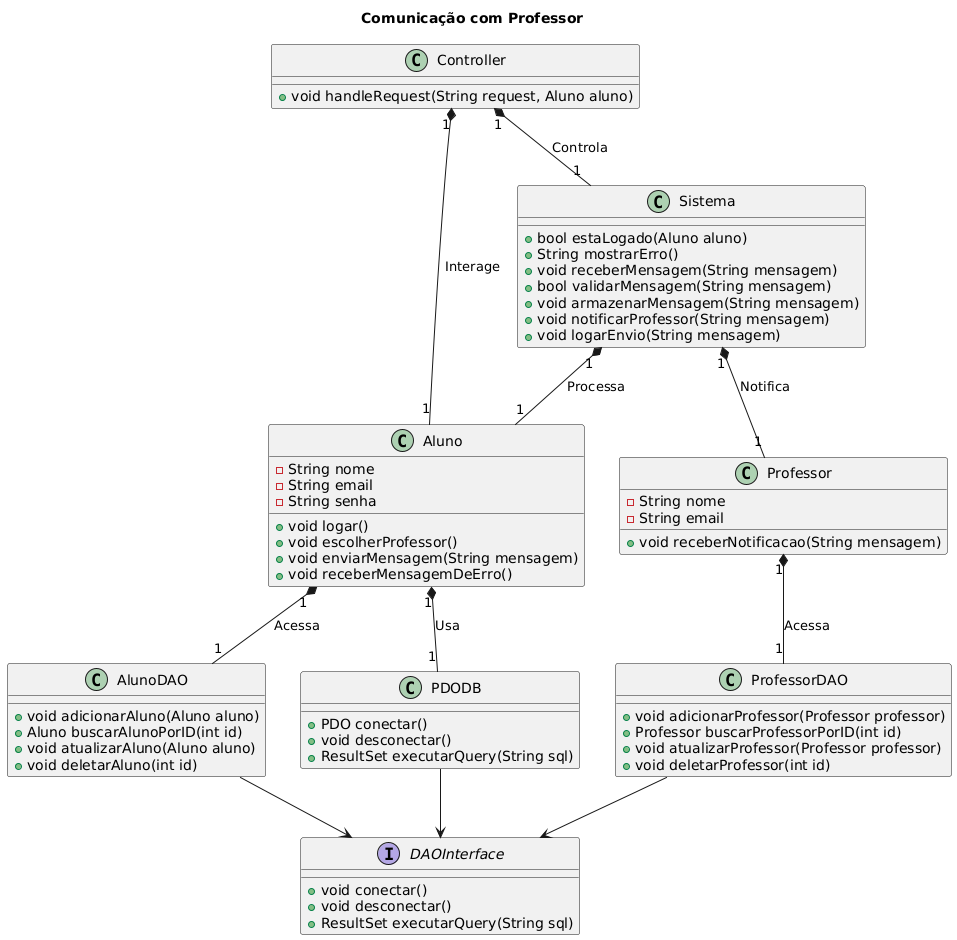 Comunicação com Professor
C Controller
void handleRequest(String request, Aluno aluno)
1
1
Controla
1
C Sistema
bool estaLogado(Aluno aluno)
String mostrarErro()
void receberMensagem(String mensagem)
bool validarMensagem(String mensagem)
void armazenarMensagem(String mensagem)
void notificarProfessor(String mensagem)
void logarEnvio(String mensagem)
Interage
1
1
Processa
Notifica
1
1
1
C Aluno
String nome
String email
String senha
void logar()
void escolherProfessor()
void enviarMensagem(String mensagem)
void receberMensagemDeErro()
C Professor
String nome
String email
void receberNotificacao(String mensagem)
1
1
1
Acessa
Usa
Acessa
1
1
1
C AlunoDAO
void adicionarAluno(Aluno aluno)
Aluno buscarAlunoPorID(int id)
void atualizarAluno(Aluno aluno)
void deletarAluno(int id)
C PDODB
PDO conectar()
void desconectar()
ResultSet executarQuery(String sql)
C ProfessorDAO
void adicionarProfessor(Professor professor)
Professor buscarProfessorPorID(int id)
void atualizarProfessor(Professor professor)
void deletarProfessor(int id)
I DAOInterface
void conectar()
void desconectar()
ResultSet executarQuery(String sql)